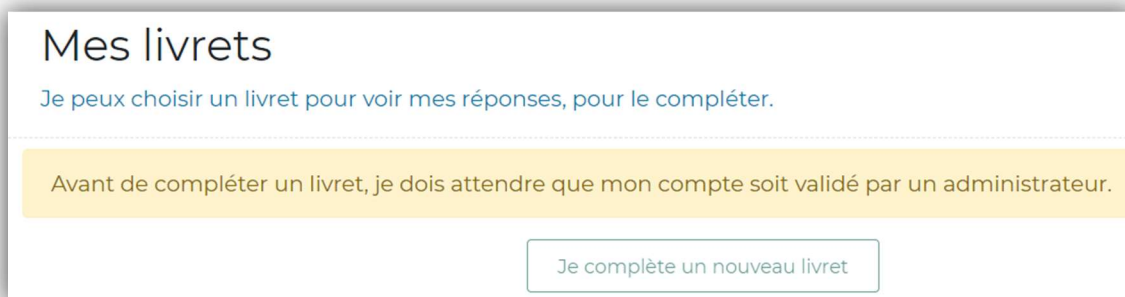 Mes livrets
Je peux choisir un livret pour voir mes réponses, pour le compléter.
Avant de compléter un livret, je dois attendre que mon compte soit validé par un administrateur.
Je complète un nouveau livret